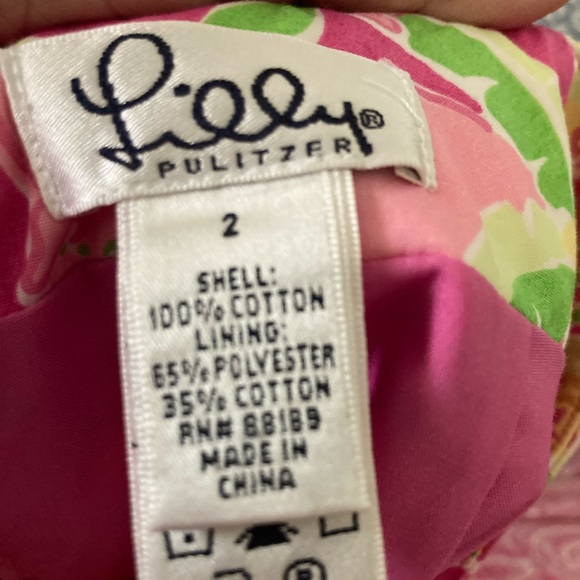 Lilly®
PULITZER
2
SHELL:
100% COTTON
LINING:
65% POLYESTER
35% COTTON
RN# 88189
MADE IN
CHINA